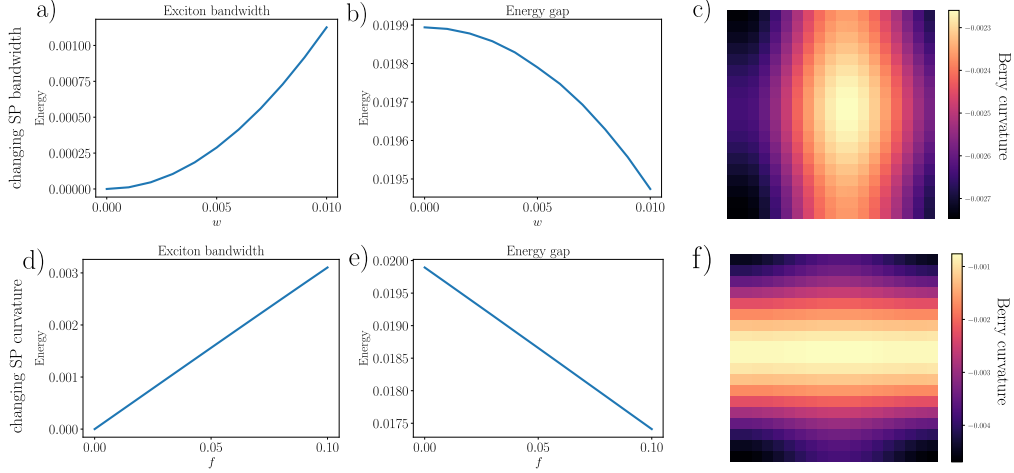 changing SP bandwidth
a)
Exciton bandwidth
Energy
0.00100
0.00075
0.00050
0.00025
0.00000
0.000
0.005
0.010
w
b)
Energy gap
Energy
0.0199
0.0198
0.0197
0.0196
0.0195
0.000
0.005
0.010
w
c)
−0.0023
−0.0024
−0.0025
−0.0026
−0.0027
Berry curvature
changing SP curvature
d)
Exciton bandwidth
Energy
0.003
0.002
0.001
0.000
0.00
0.05
0.10
f
e)
Energy gap
Energy
0.0200
0.0195
0.0190
0.0185
0.0180
0.0175
0.00
0.05
0.10
f
f)
−0.001
−0.002
−0.003
−0.004
Berry curvature